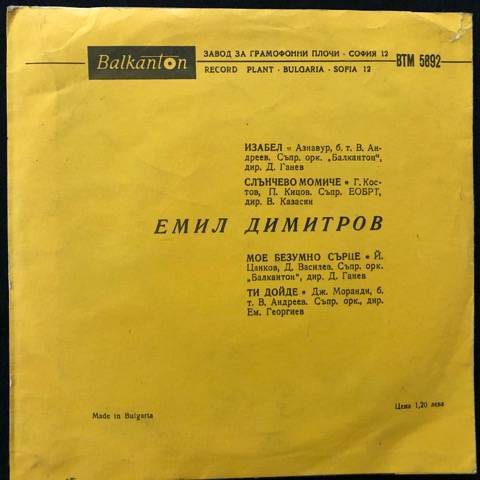 Balkanton
ЗАВОД ЗА ГРАМОФОННИ ПЛОЧИ · СОФИЯ 12
RECORD PLANT · BULGARIA · SOFIA 12
ВТМ 5892
ИЗАБЕЛ • Азнавур, б. т. В. Ан-
дреев. Съпр. орк. „Балкантон“,
дир. Д. Ганев
СЛЪНЧЕВО МОМИЧЕ • Г. Кос-
тов, П. Кицов. Съпр. ЕОБРТ,
дир. В. Казасян
ЕМИЛ ДИМИТРОВ
МОЕ БЕЗУМНО СЪРЦЕ • Й.
Цанков, Д. Василев. Съпр. орк.
„Балкантон“, дир. Д. Ганев
ТИ ДОЙДЕ • Дж. Моранди, б.
т. В. Андреев. Съпр. орк., дир.
Ем. Георгиев
Made in Bulgaria
Цена 1,20 лева